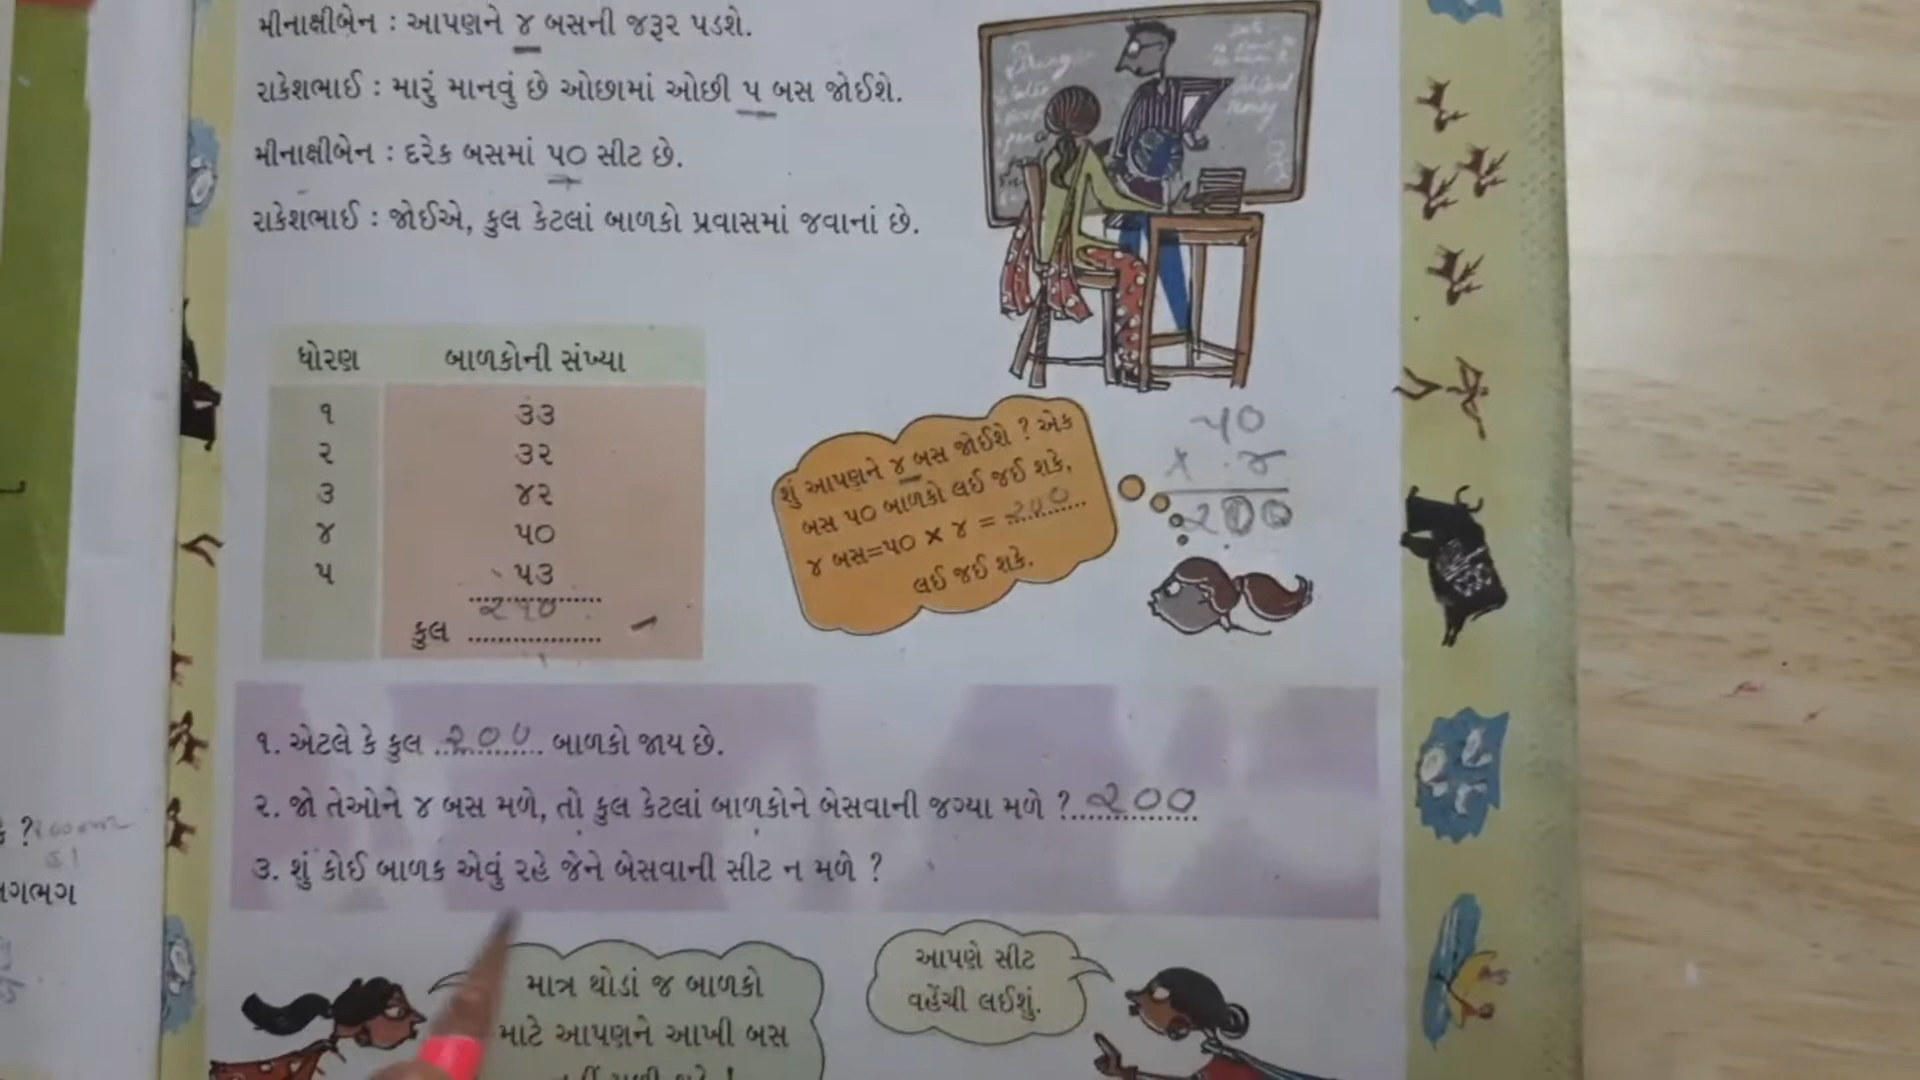 મીનાક્ષીબેન : આપણને ૪ બસની જરૂર પડશે.
રાકેશભાઈ : મારું માનવું છે ઓછામાં ઓછી ૫ બસ જોઈશે.
મીનાક્ષીબેન : દરેક બસમાં ૫૦ સીટ છે.
રાકેશભાઈ : જોઈએ, કુલ કેટલાં બાળકો પ્રવાસમાં જવાનાં છે.
ધોરણ બાળકોની સંખ્યા
૧ ૩૩
૨ ૩૨
૩ ૪૨
૪ ૫૦
૫ ૫૩
૨૧૦
કુલ ..............
શું આપણને ૪ બસ જોઈશે ? એક
બસ ૫૦ બાળકો લઈ જઈ શકે,
૪ બસ=૫૦ × ૪ = ૨૦૦
લઈ જઈ શકે.
૫૦
× ૪
૨૦૦
૧. એટલે કે કુલ ૨૦૦ બાળકો જાય છે.
૨. જો તેઓને ૪ બસ મળે, તો કુલ કેટલાં બાળકોને બેસવાની જગ્યા મળે ? ૨૦૦
૩. શું કોઈ બાળક એવું રહે જેને બેસવાની સીટ ન મળે ?
માત્ર થોડાં જ બાળકો
માટે આપણને આખી બસ
આપણે સીટ
વહેંચી લઈશું.